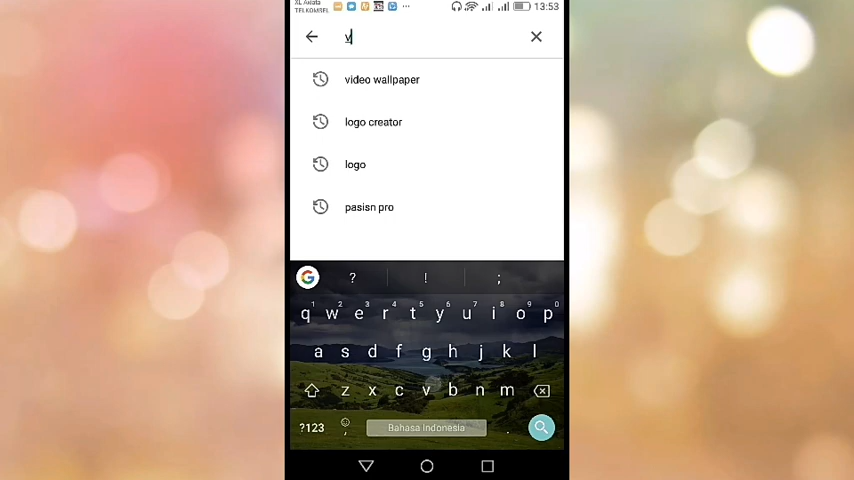 XL Axiata
TELKOMSEL
13:53
v
video wallpaper
logo creator
logo
pasisn pro
? ! ;
1 2 3 4 5 6 7 8 9 0
q w e r t y u i o p
a s d f g h j k l
z x c v b n m
?123 , Bahasa Indonesia .